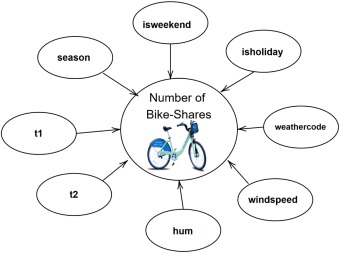 isweekend
season
isholiday
Number of
Bike-Shares
t1
weathercode
t2
windspeed
hum